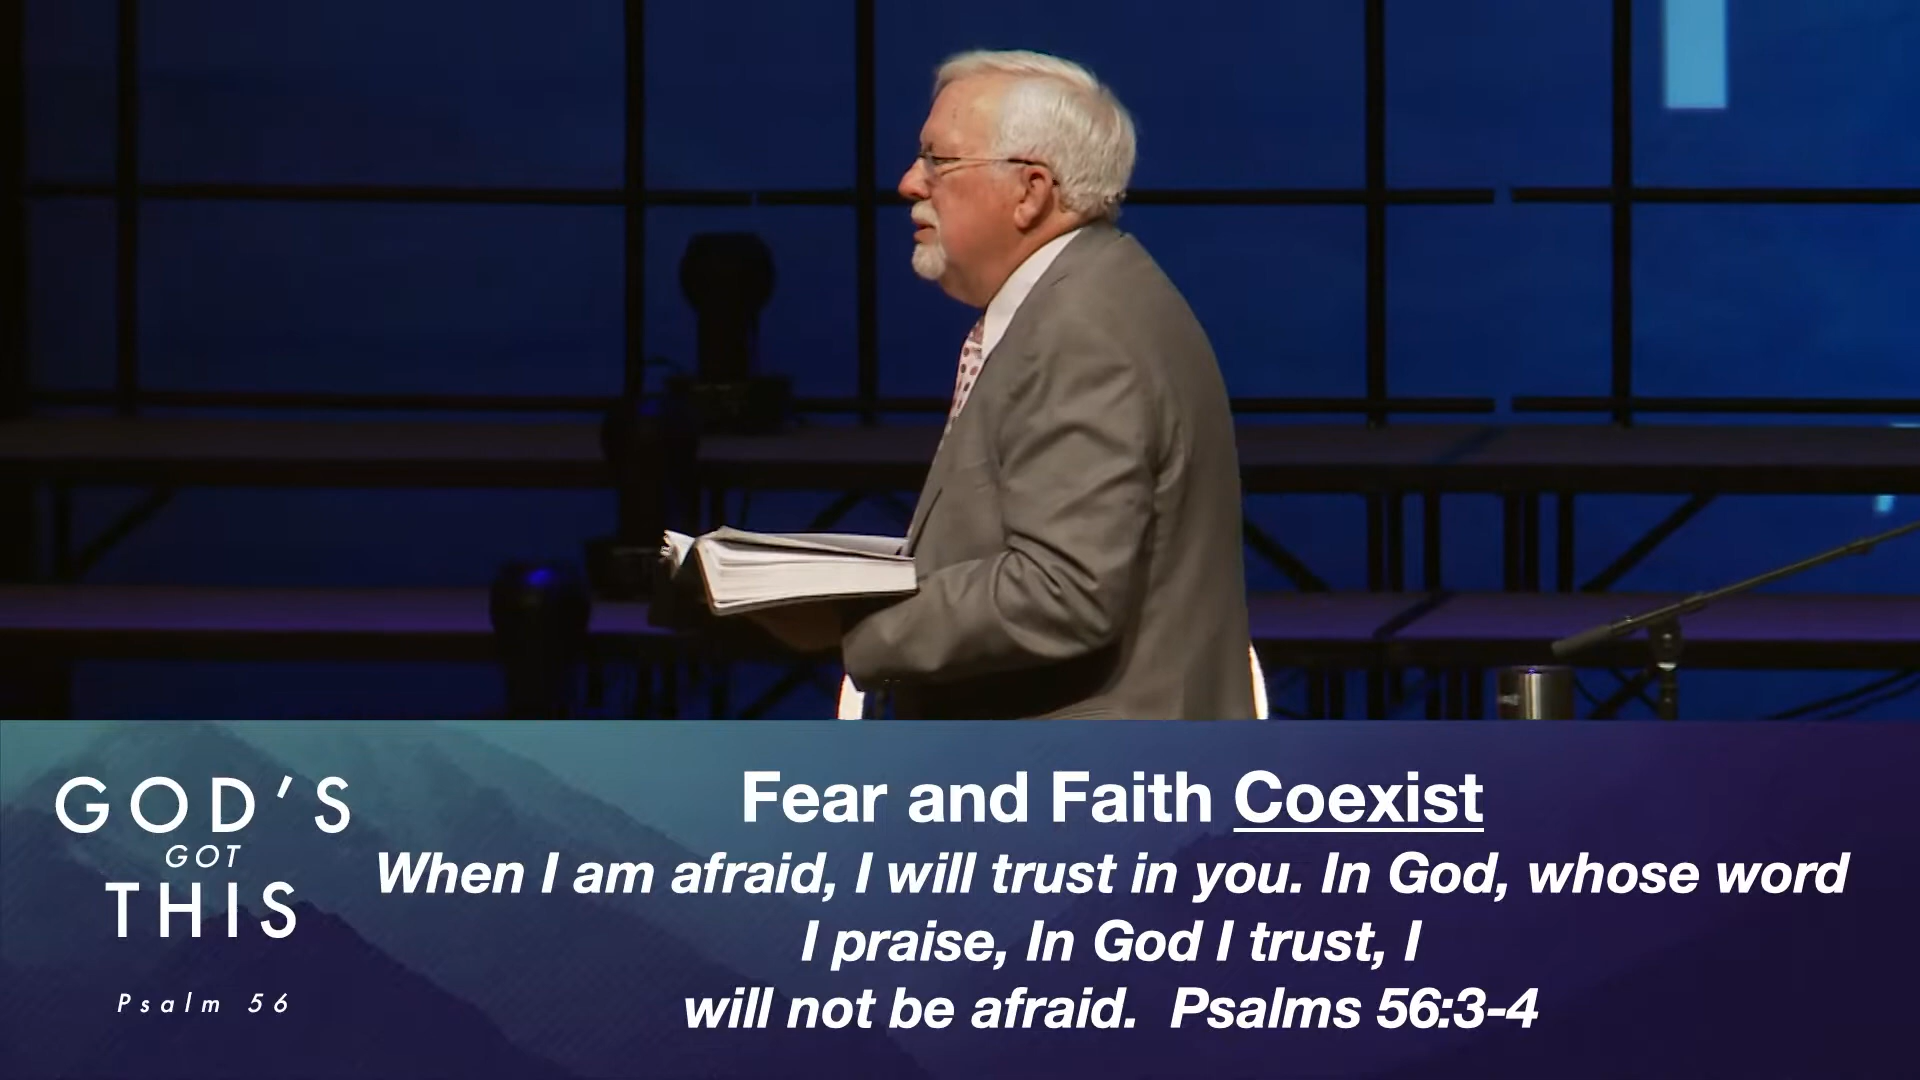 GOD'S
GOT
THIS
Psalm 56
Fear and Faith Coexist
When I am afraid, I will trust in you. In God, whose word
I praise, In God I trust, I
will not be afraid.  Psalms 56:3-4